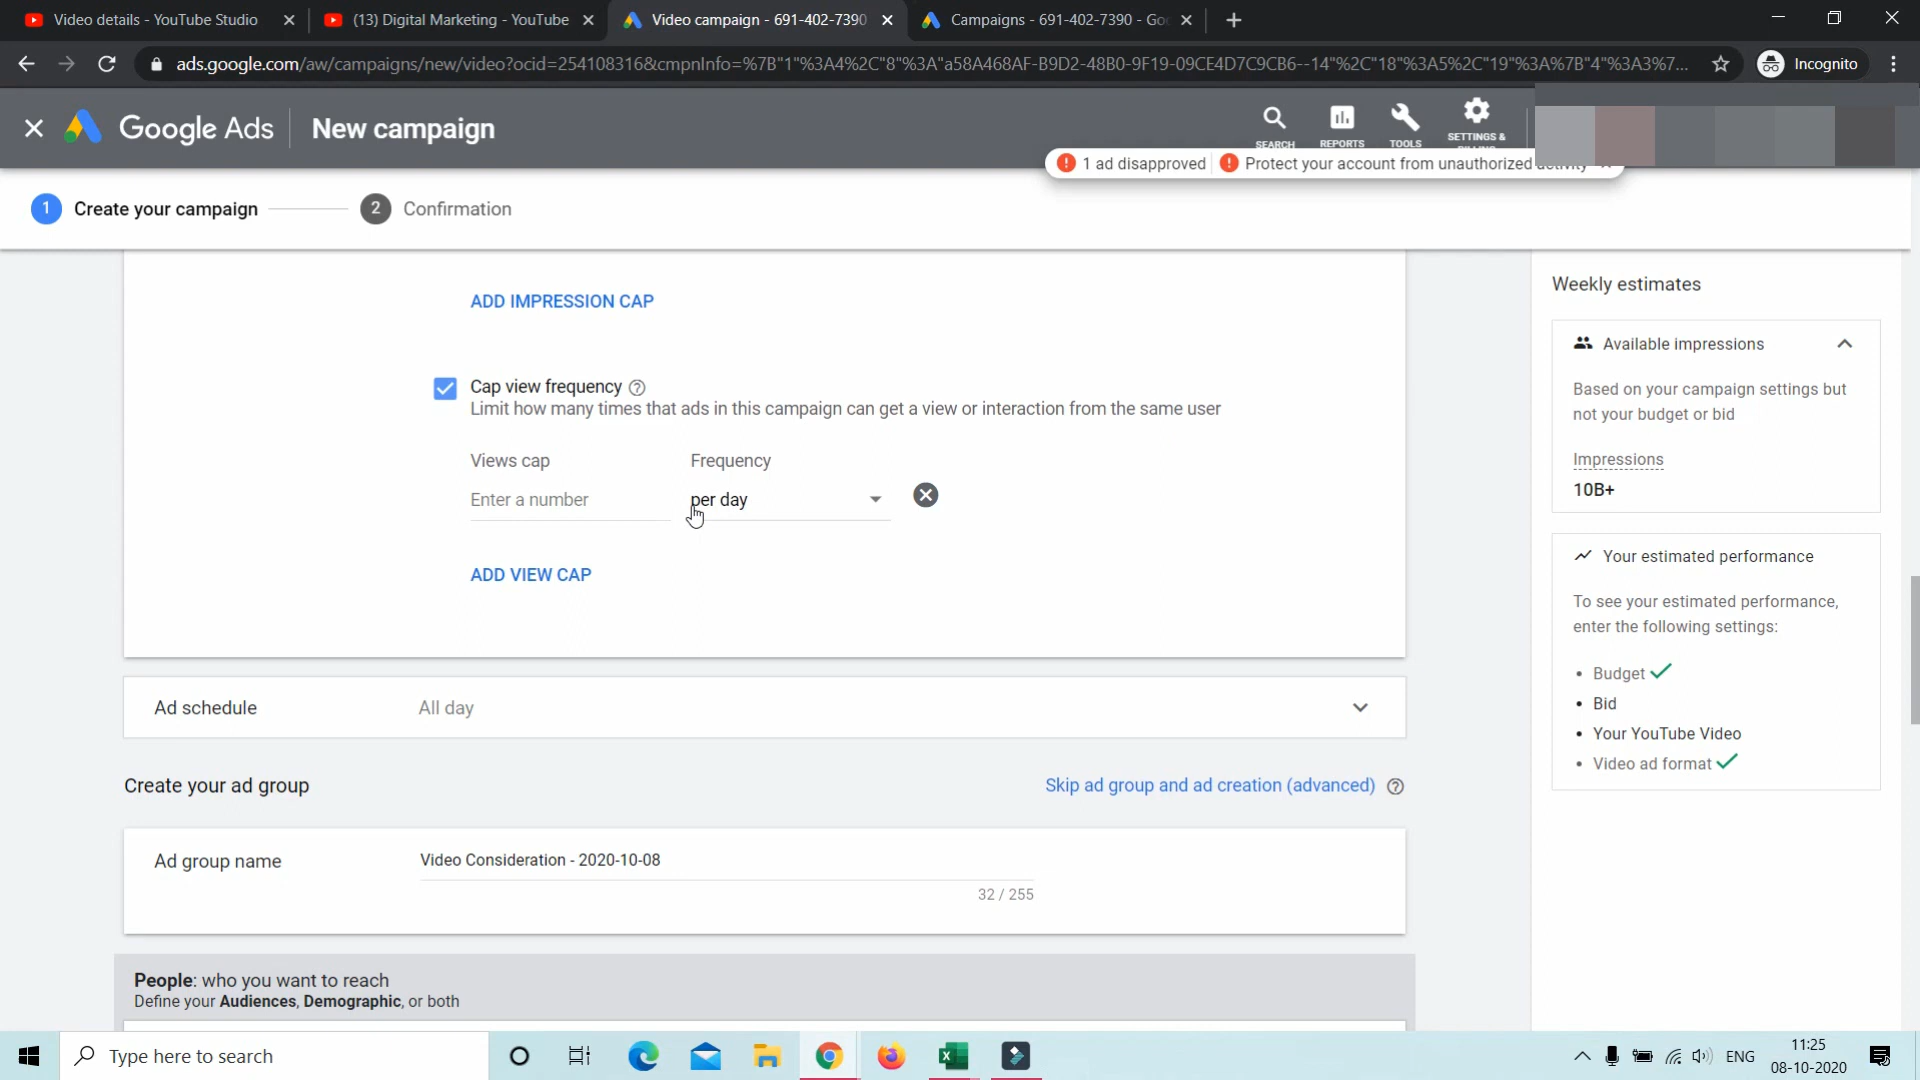 Video details - YouTube Studio
(13) Digital Marketing - YouTube
Video campaign - 691-402-7390
Campaigns - 691-402-7390 - Goo
ads.google.com/aw/campaigns/new/video?ocid=254108316&cmpnInfo=%7B"1"%3A4%2C"8"%3A"a58A468AF-B9D2-48B0-9F19-09CE4D7C9CB6--14"%2C"18"%3A5%2C"19"%3A%7B"4"%3A3%7...
Incognito
Google Ads
New campaign
SEARCH
REPORTS
TOOLS
SETTINGS &
1 ad disapproved
Protect your account from unauthorized activity
1 Create your campaign
2 Confirmation
ADD IMPRESSION CAP
Cap view frequency
Limit how many times that ads in this campaign can get a view or interaction from the same user
Views cap
Frequency
Enter a number
per day
ADD VIEW CAP
Ad schedule
All day
Create your ad group
Skip ad group and ad creation (advanced)
Ad group name
Video Consideration - 2020-10-08
32 / 255
People: who you want to reach
Define your Audiences, Demographic, or both
Weekly estimates
Available impressions
Based on your campaign settings but
not your budget or bid
Impressions
10B+
Your estimated performance
To see your estimated performance,
enter the following settings:
• Budget
• Bid
• Your YouTube Video
• Video ad format
Type here to search
ENG
11:25
08-10-2020